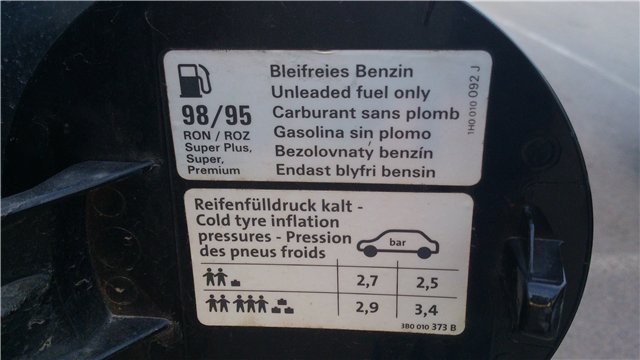 Bleifreies Benzin
Unleaded fuel only
98/95
Carburant sans plomb
RON / ROZ
Gasolina sin plomo
Super Plus,
Super,
Bezolovnatý benzín
Premium
Endast blyfri bensin
1H0 010 092 J
Reifenfülldruck kalt -
Cold tyre inflation
pressures - Pression
des pneus froids
bar
2,7 2,5
2,9 3,4
3B0 010 373 B